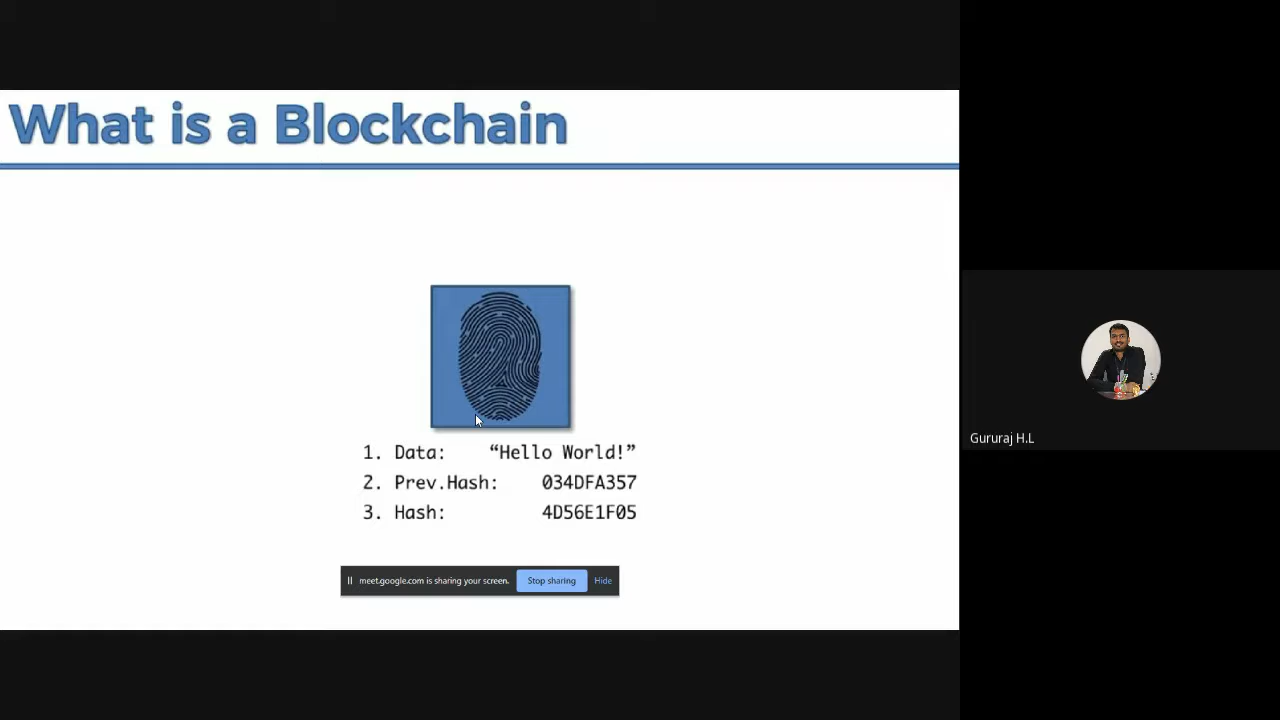 What is a Blockchain
1. Data: “Hello World!”
2. Prev.Hash: 034DFA357
3. Hash: 4D56E1F05
meet.google.com is sharing your screen. Stop sharing Hide
Gururaj H.L